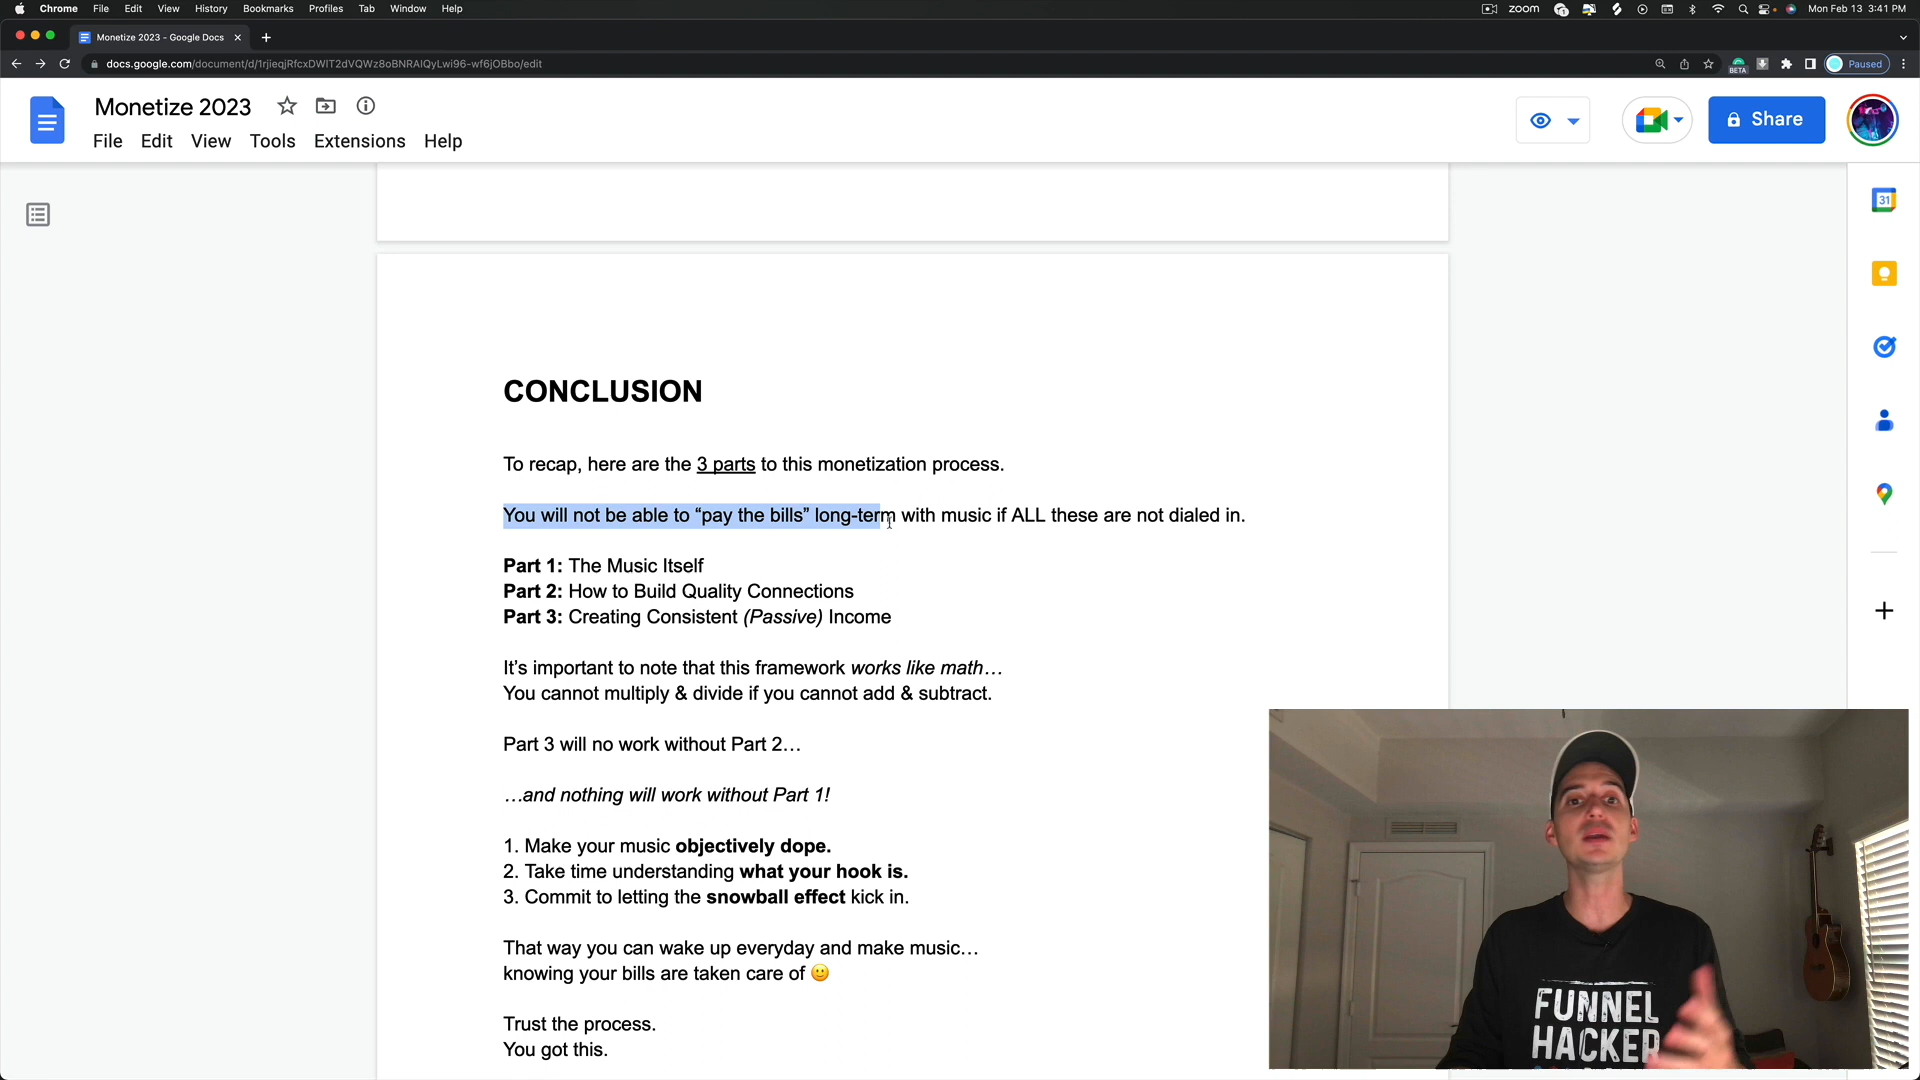 Chrome File Edit View History Bookmarks Profiles Tab Window Help zoom Mon Feb 13 3:41 PM
Monetize 2023 - Google Docs
docs.google.com/document/d/1rjieqjRfcxDWIT2dVQWz8oBNRAIQyLwi96-wf6jOBbo/edit BETA Paused
Monetize 2023
File Edit View Tools Extensions Help
Share
31
CONCLUSION
To recap, here are the 3 parts to this monetization process.
You will not be able to “pay the bills” long-term with music if ALL these are not dialed in.
Part 1: The Music Itself
Part 2: How to Build Quality Connections
Part 3: Creating Consistent (Passive) Income
It’s important to note that this framework works like math…
You cannot multiply & divide if you cannot add & subtract.
Part 3 will no work without Part 2…
…and nothing will work without Part 1!
1. Make your music objectively dope.
2. Take time understanding what your hook is.
3. Commit to letting the snowball effect kick in.
That way you can wake up everyday and make music…
knowing your bills are taken care of 🙂
Trust the process.
You got this.
FUNNEL
HACKER